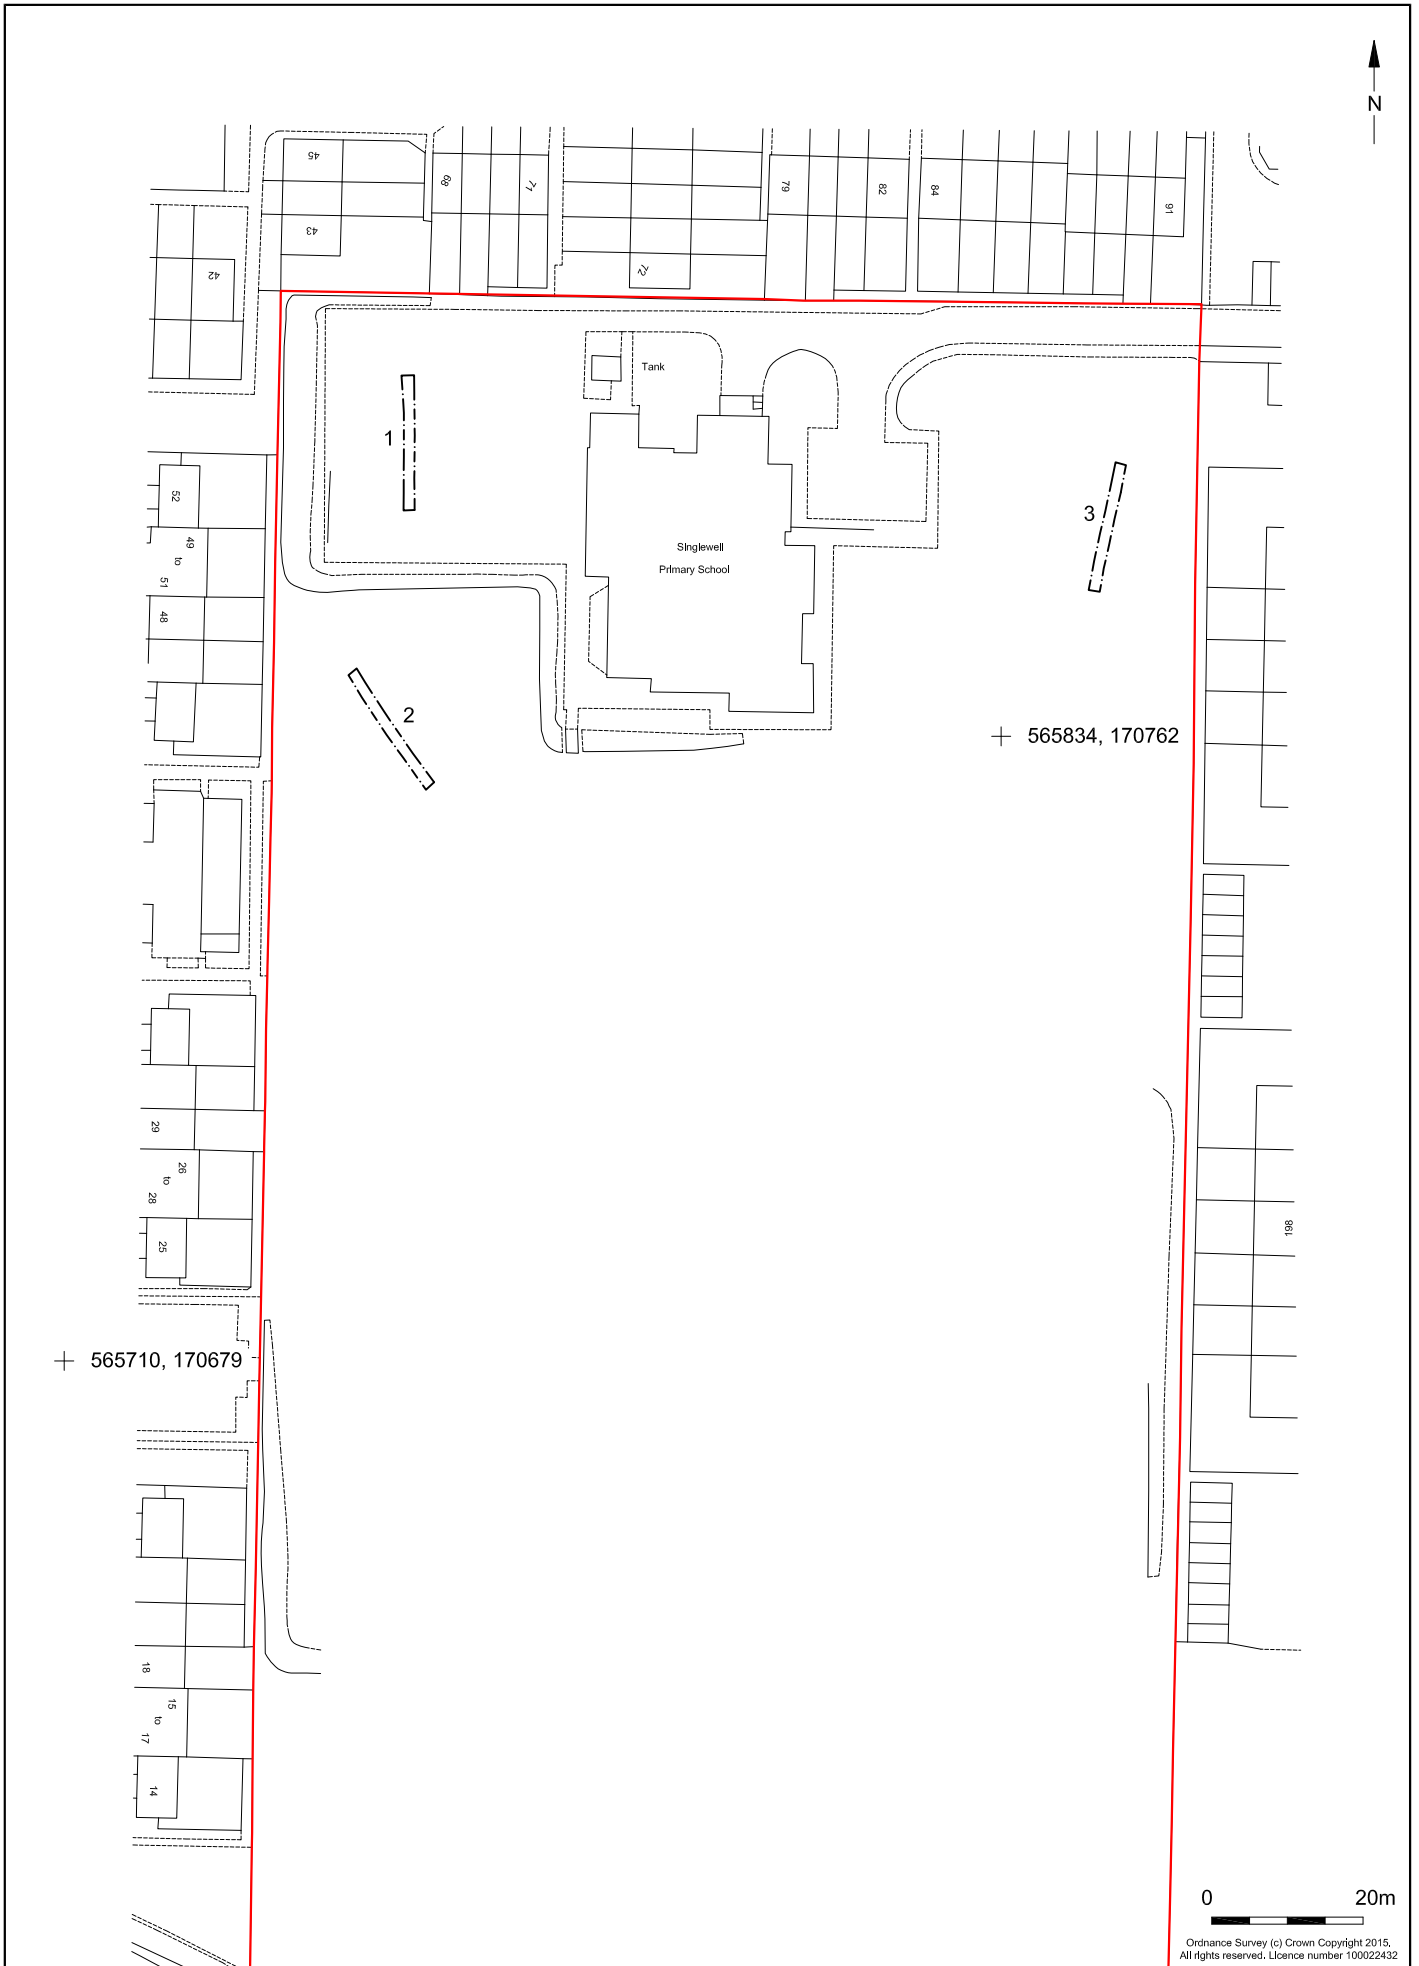 N
45
68
71
79
82
84
91
43
42
72
Tank
1
3
52
49
to
51
48
Singlewell
Primary School
2
565834, 170762
29
26
to
28
25
198
565710, 170679
18
15
to
17
14
0 20m
Ordnance Survey (c) Crown Copyright 2015.
All rights reserved. Licence number 100022432